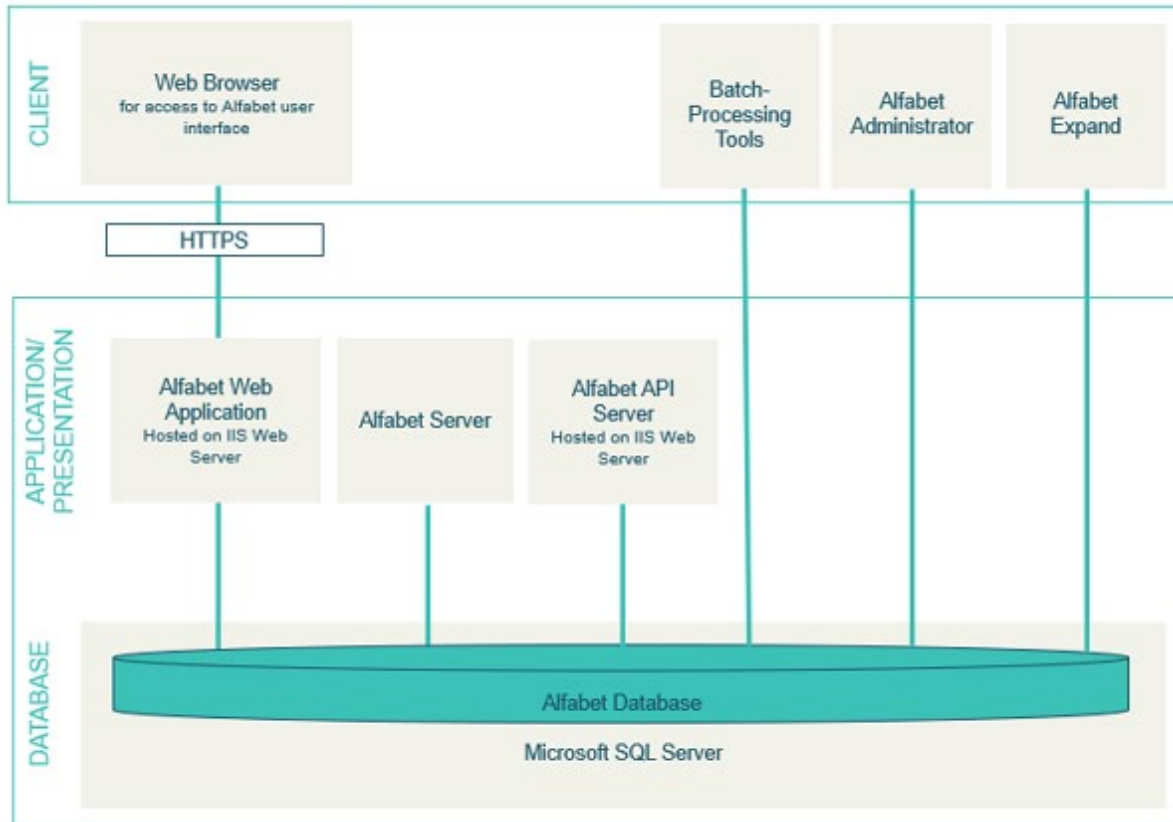 CLIENT
Web Browser
for access to Alfabet user
interface
Batch-
Processing
Tools
Alfabet
Administrator
Alfabet
Expand
HTTPS
APPLICATION/
PRESENTATION
Alfabet Web
Application
Hosted on IIS Web
Server
Alfabet Server
Alfabet API
Server
Hosted on IIS Web
Server
DATABASE
Alfabet Database
Microsoft SQL Server